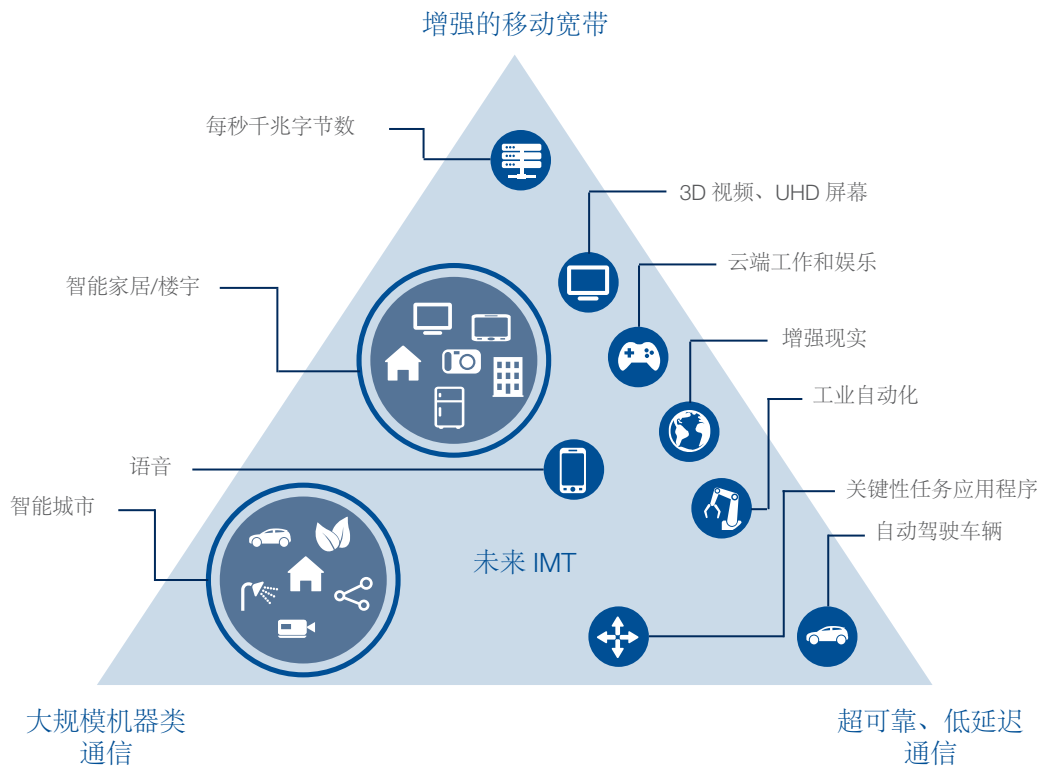 增强的移动宽带
每秒千兆字节数
3D 视频、UHD 屏幕
云端工作和娱乐
智能家居/楼宇
增强现实
工业自动化
语音
关键性任务应用程序
智能城市
自动驾驶车辆
未来 IMT
大规模机器类
通信
超可靠、低延迟
通信